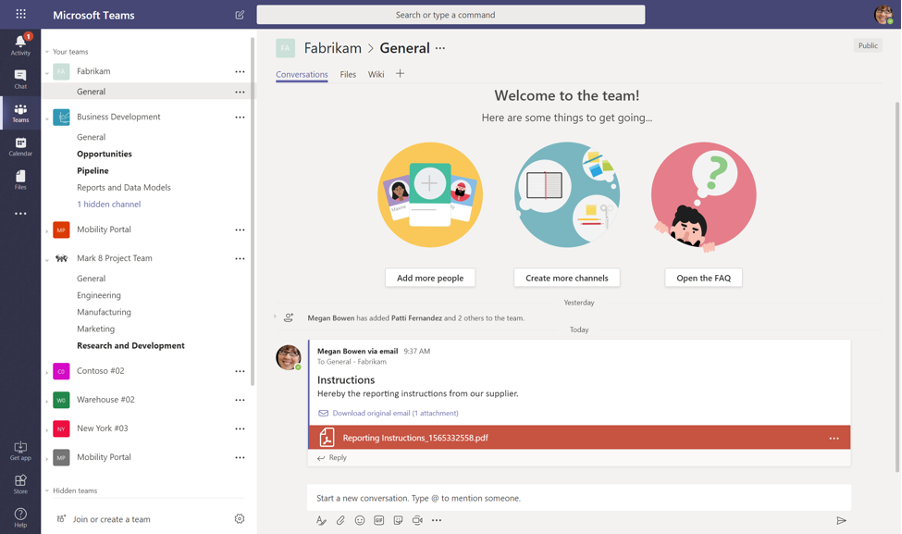 Microsoft Teams
Search or type a command
1
Activity
Chat
Teams
Calendar
Files
Get app
Store
Help
Your teams
FA Fabrikam
General
Business Development
General
Opportunities
Pipeline
Reports and Data Models
1 hidden channel
MP Mobility Portal
Mark 8 Project Team
General
Engineering
Manufacturing
Marketing
Research and Development
C0 Contoso #02
W0 Warehouse #02
NY New York #03
MP Mobility Portal
Hidden teams
Join or create a team
FA Fabrikam > General
Public
Conversations Files Wiki
Welcome to the team!
Here are some things to get going...
?
Add more people
Create more channels
Open the FAQ
Yesterday
Megan Bowen has added Patti Fernandez and 2 others to the team.
Today
Megan Bowen via email 9:37 AM
To General - Fabrikam
Instructions
Hereby the reporting instructions from our supplier.
Download original email (1 attachment)
Reporting Instructions_1565332558.pdf
Reply
Start a new conversation. Type @ to mention someone.
GIF